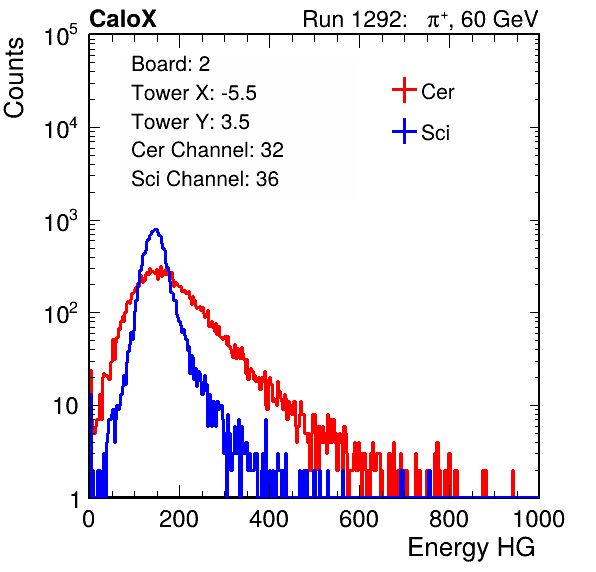 CaloX Run 1292: π⁺, 60 GeV
Counts
10⁵
10⁴
10³
10²
10
1
Board: 2
Tower X: -5.5
Tower Y: 3.5
Cer Channel: 32
Sci Channel: 36
Cer
Sci
0 200 400 600 800 1000
Energy HG